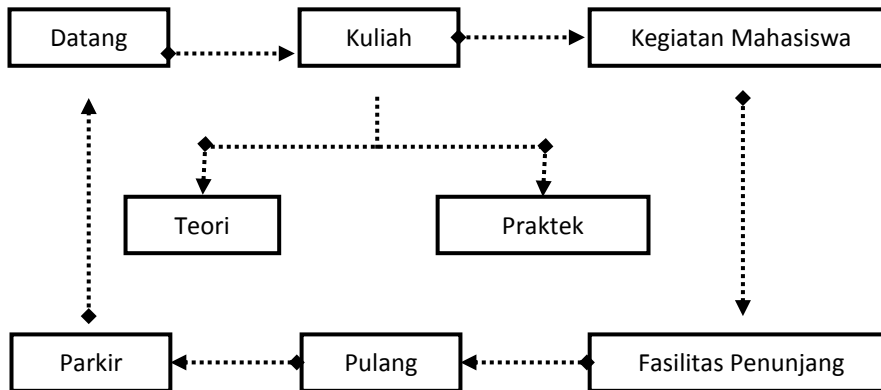 Datang
Kuliah
Kegiatan Mahasiswa
Teori
Praktek
Parkir
Pulang
Fasilitas Penunjang